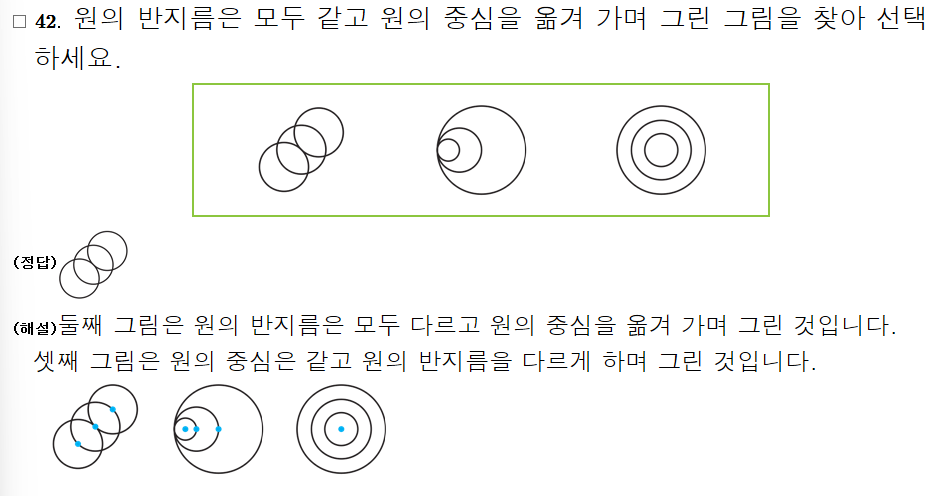 □ 42. 원의 반지름은 모두 같고 원의 중심을 옮겨 가며 그린 그림을 찾아 선택
하세요.
(정답)
(해설)둘째 그림은 원의 반지름은 모두 다르고 원의 중심을 옮겨 가며 그린 것입니다.
셋째 그림은 원의 중심은 같고 원의 반지름을 다르게 하며 그린 것입니다.